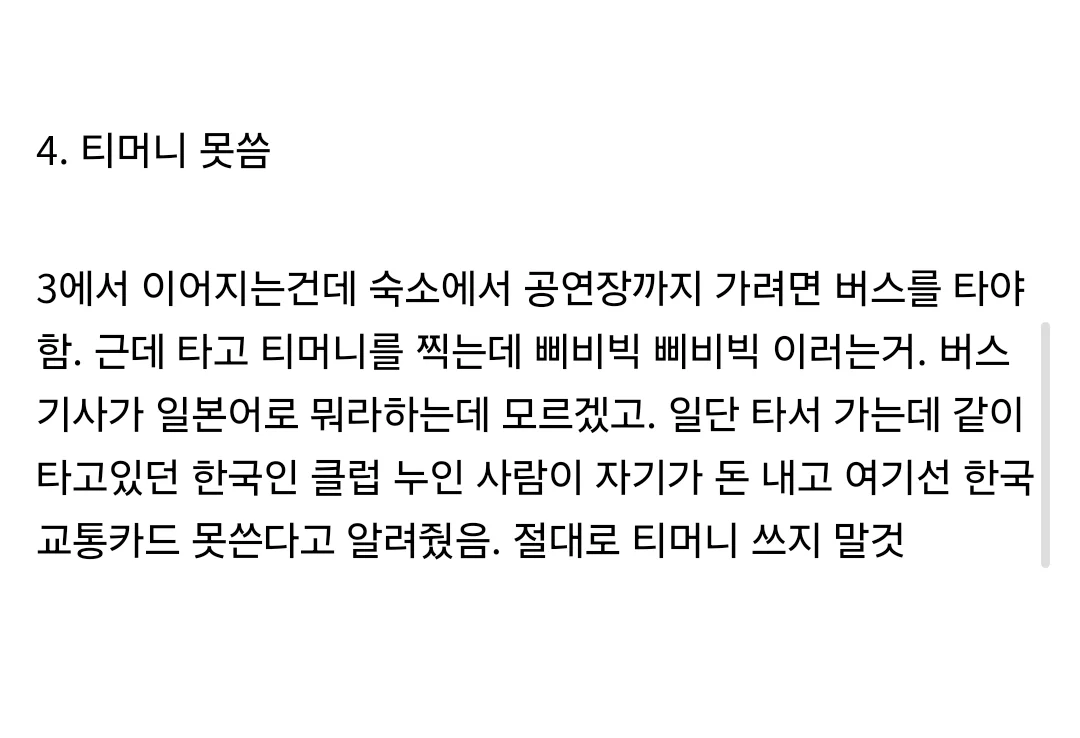 4. 티머니 못씀
3에서 이어지는건데 숙소에서 공연장까지 가려면 버스를 타야
함. 근데 타고 티머니를 찍는데 삐비빅 삐비빅 이러는거. 버스
기사가 일본어로 뭐라하는데 모르겠고. 일단 타서 가는데 같이
타고있던 한국인 클럽 누인 사람이 자기가 돈 내고 여기선 한국
교통카드 못쓴다고 알려줬음. 절대로 티머니 쓰지 말것